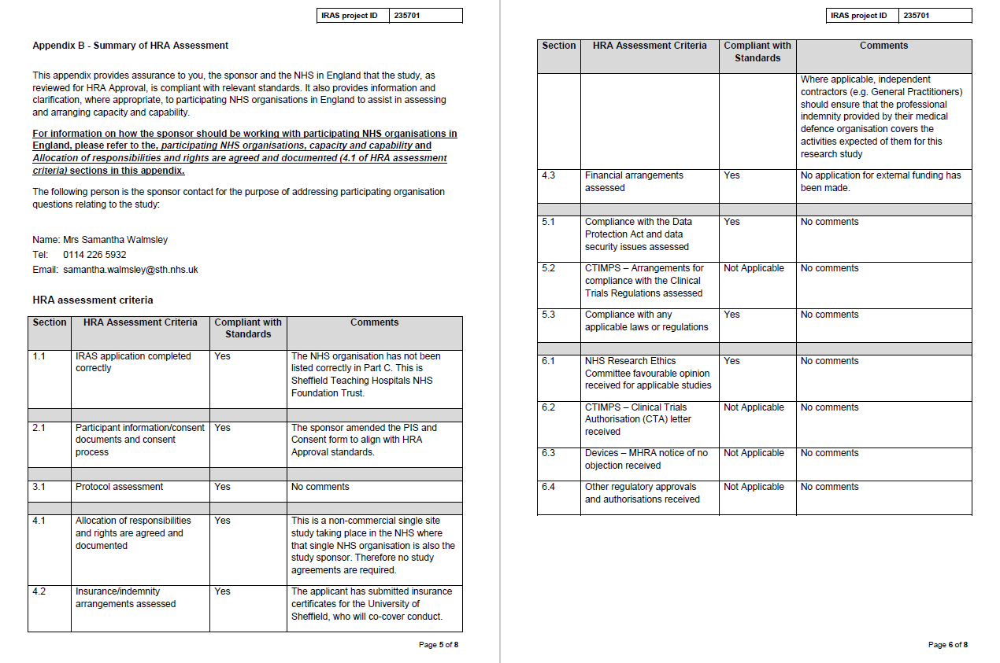 IRAS project ID 235701
Appendix B - Summary of HRA Assessment
This appendix provides assurance to you, the sponsor and the NHS in England that the study, as
reviewed for HRA Approval, is compliant with relevant standards. It also provides information and
clarification, where appropriate, to participating NHS organisations in England to assist in assessing
and arranging capacity and capability.
For information on how the sponsor should be working with participating NHS organisations in
England, please refer to the, participating NHS organisations, capacity and capability and
Allocation of responsibilities and rights are agreed and documented (4.1 of HRA assessment
criteria) sections in this appendix.
The following person is the sponsor contact for the purpose of addressing participating organisation
questions relating to the study:
Name: Mrs Samantha Walmsley
Tel: 0114 226 5932
Email: samantha.walmsley@sth.nhs.uk
HRA assessment criteria
Section HRA Assessment Criteria Compliant with Comments
Standards
1.1 IRAS application completed Yes The NHS organisation has not been
correctly listed correctly in Part C. This is
Sheffield Teaching Hospitals NHS
Foundation Trust.
2.1 Participant information/consent Yes The sponsor amended the PIS and
documents and consent Consent form to align with HRA
process Approval standards.
3.1 Protocol assessment Yes No comments
4.1 Allocation of responsibilities Yes This is a non-commercial single site
and rights are agreed and study taking place in the NHS where
documented that single NHS organisation is also the
study sponsor. Therefore no study
agreements are required.
4.2 Insurance/indemnity Yes The applicant has submitted insurance
arrangements assessed certificates for the University of
Sheffield, who will co-cover conduct.
Page 5 of 8
IRAS project ID 235701
Section HRA Assessment Criteria Compliant with Comments
Standards
Where applicable, independent
contractors (e.g. General Practitioners)
should ensure that the professional
indemnity provided by their medical
defence organisation covers the
activities expected of them for this
research study
4.3 Financial arrangements Yes No application for external funding has
assessed been made.
5.1 Compliance with the Data Yes No comments
Protection Act and data
security issues assessed
5.2 CTIMPS – Arrangements for Not Applicable No comments
compliance with the Clinical
Trials Regulations assessed
5.3 Compliance with any Yes No comments
applicable laws or regulations
6.1 NHS Research Ethics Yes No comments
Committee favourable opinion
received for applicable studies
6.2 CTIMPS – Clinical Trials Not Applicable No comments
Authorisation (CTA) letter
received
6.3 Devices – MHRA notice of no Not Applicable No comments
objection received
6.4 Other regulatory approvals Not Applicable No comments
and authorisations received
Page 6 of 8